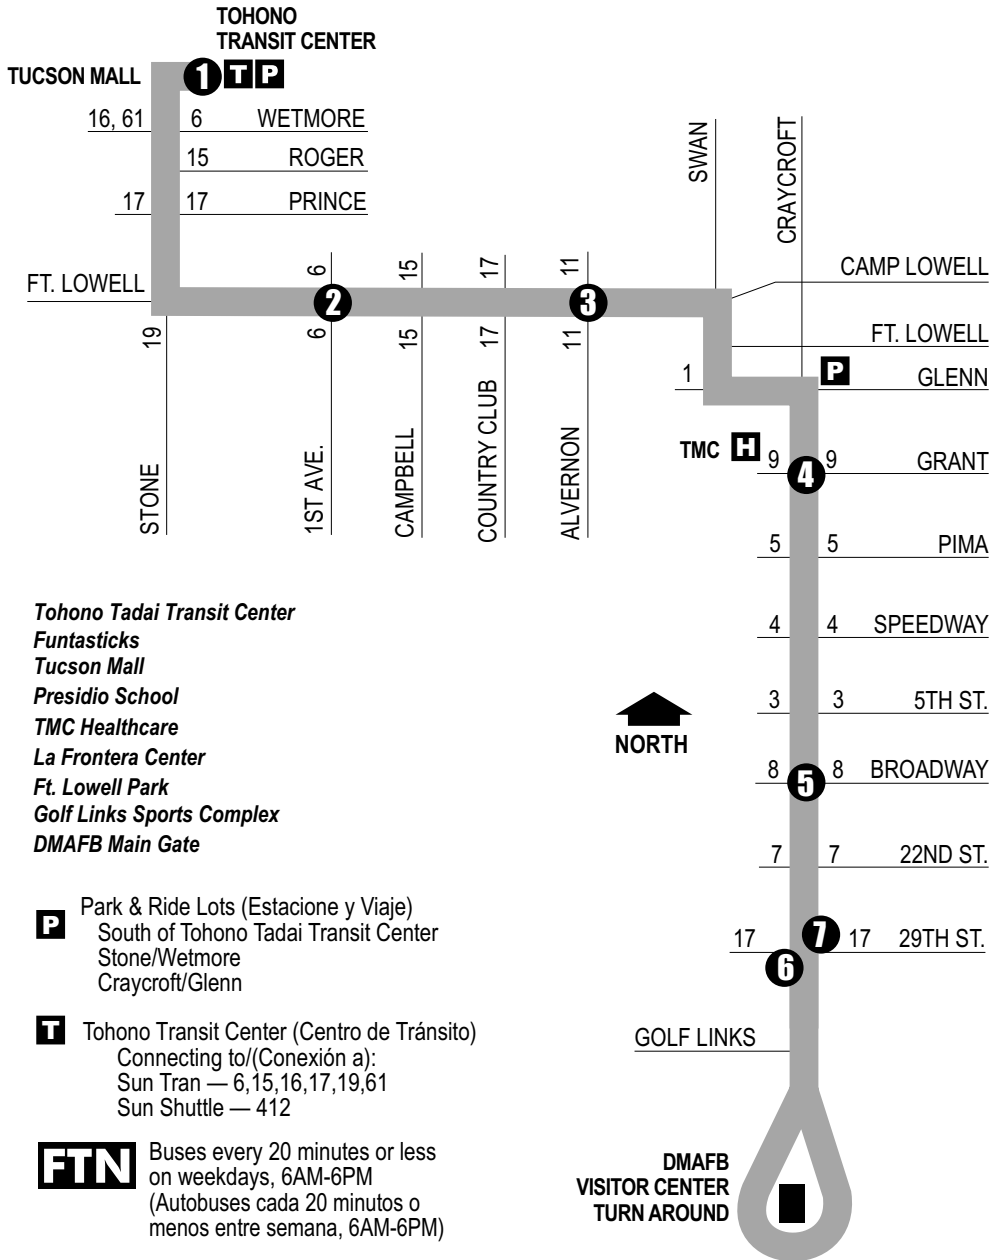 TOHONO
TRANSIT CENTER
TUCSON MALL
1 T P
16, 61 6 WETMORE
15 ROGER
17 17 PRINCE
SWAN
CRAYCROFT
CAMP LOWELL
FT. LOWELL
6 15 17 11
2 3
19 6 15 17 11
FT. LOWELL
STONE
1ST AVE.
CAMPBELL
COUNTRY CLUB
ALVERNON
1 P GLENN
TMC H 9 4 9 GRANT
5 5 PIMA
4 4 SPEEDWAY
3 3 5TH ST.
8 5 8 BROADWAY
7 7 22ND ST.
17 6 7 17 29TH ST.
GOLF LINKS
DMAFB
VISITOR CENTER
TURN AROUND
NORTH
Tohono Tadai Transit Center
Funtasticks
Tucson Mall
Presidio School
TMC Healthcare
La Frontera Center
Ft. Lowell Park
Golf Links Sports Complex
DMAFB Main Gate
P Park & Ride Lots (Estacione y Viaje)
South of Tohono Tadai Transit Center
Stone/Wetmore
Craycroft/Glenn
T Tohono Transit Center (Centro de Tránsito)
Connecting to/(Conexión a):
Sun Tran — 6,15,16,17,19,61
Sun Shuttle — 412
FTN Buses every 20 minutes or less
on weekdays, 6AM-6PM
(Autobuses cada 20 minutos o
menos entre semana, 6AM-6PM)